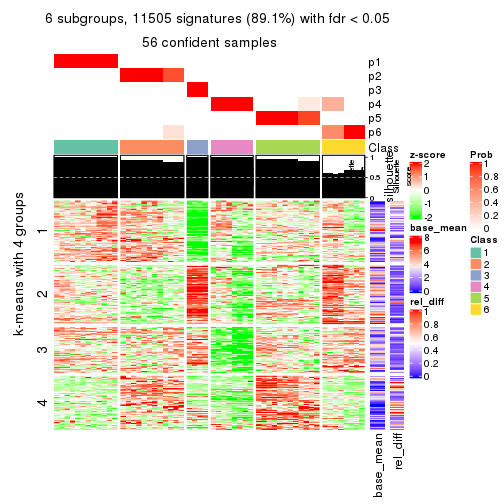 6 subgroups, 11505 signatures (89.1%) with fdr < 0.05
56 confident samples
p1
p2
p3
p4
p5
p6
Class
1
0.5
0
silhouette
Silhouette
score
k-means with 4 groups
1
2
3
4
base_mean
rel_diff
z-score
2
1
0
-1
-2
base_mean
8
6
4
2
0
rel_diff
1
0.8
0.6
0.4
0.2
0
Prob
1
0.8
0.6
0.4
0.2
0
Class
1
2
3
4
5
6